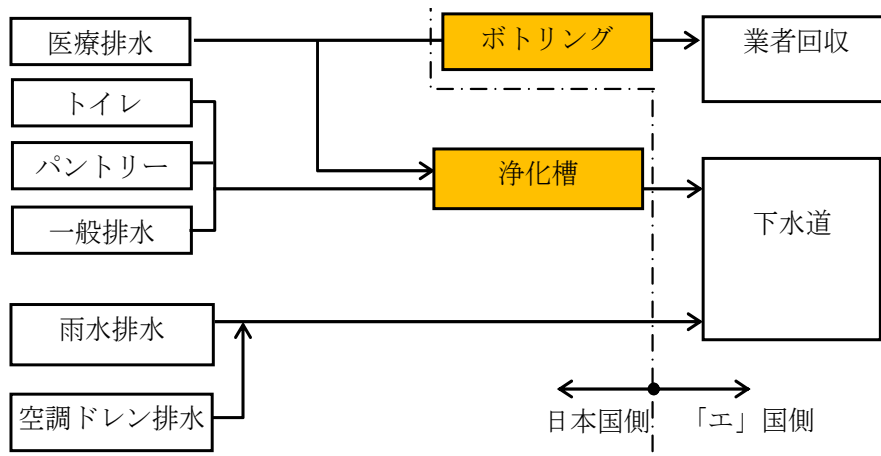 医療排水
ボトリング
業者回収
トイレ
パントリー
浄化槽
一般排水
下水道
雨水排水
空調ドレン排水
日本国側
「エ」国側